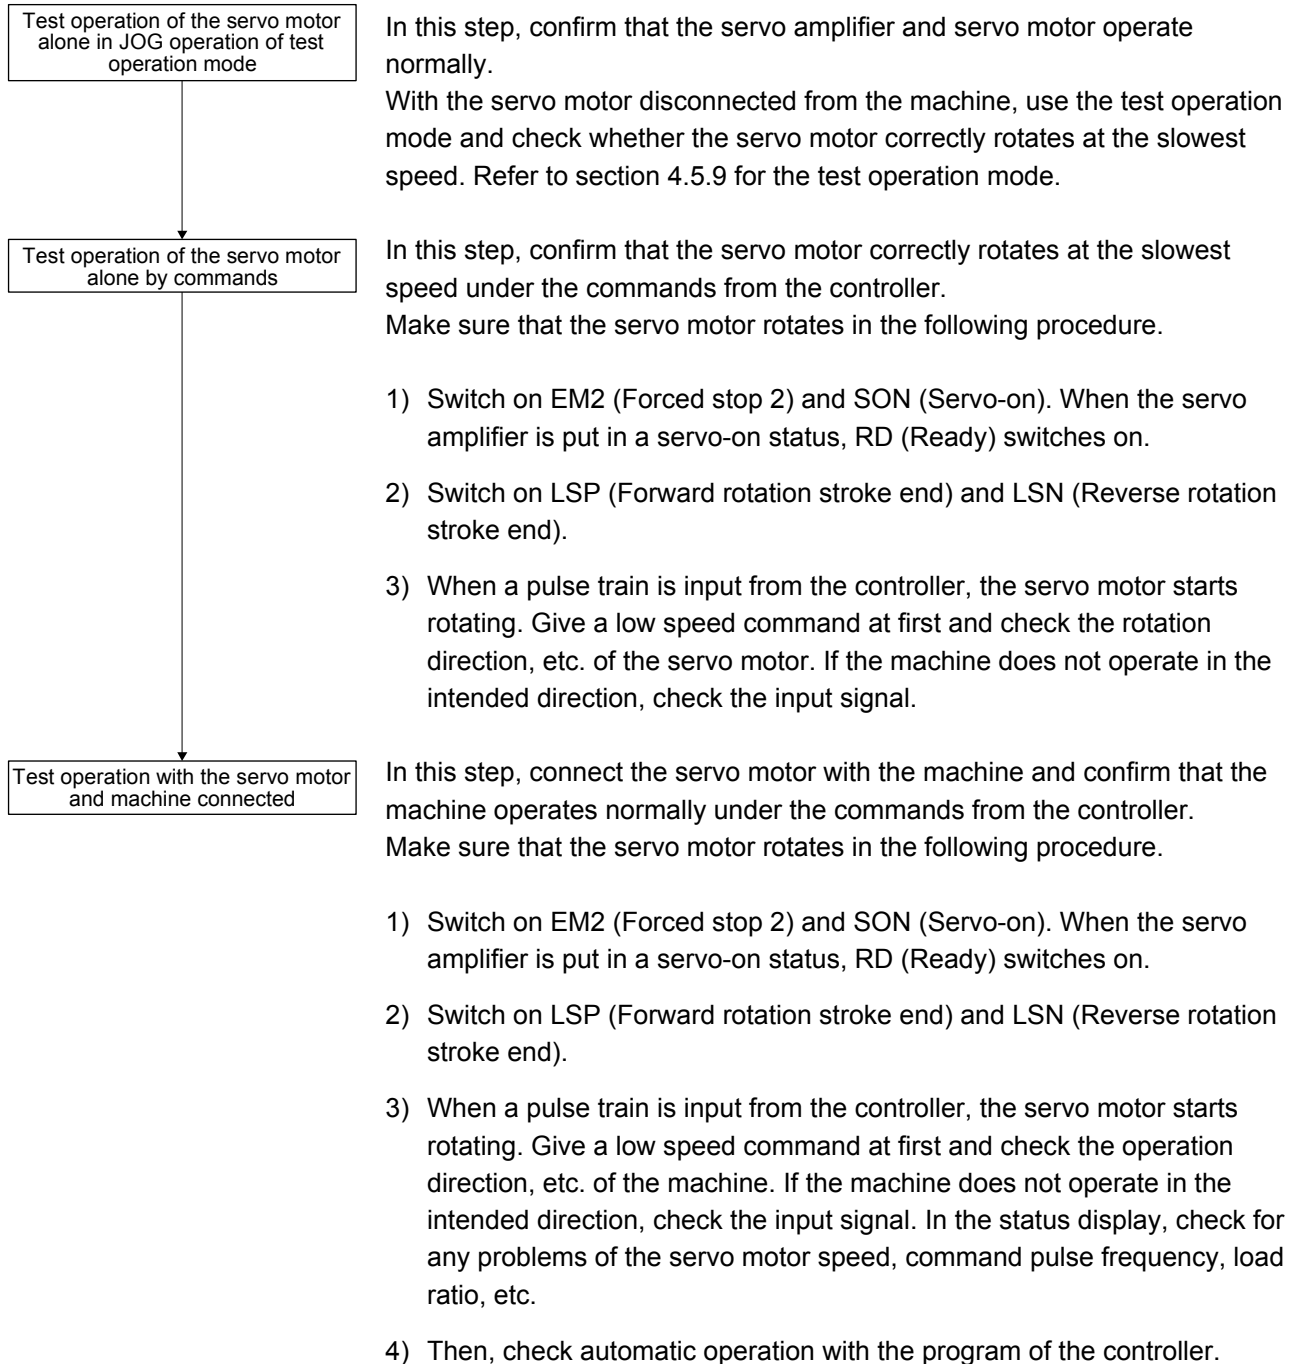 Test operation of the servo motor
alone in JOG operation of test
operation mode
In this step, confirm that the servo amplifier and servo motor operate
normally.
With the servo motor disconnected from the machine, use the test operation
mode and check whether the servo motor correctly rotates at the slowest
speed. Refer to section 4.5.9 for the test operation mode.
Test operation of the servo motor
alone by commands
In this step, confirm that the servo motor correctly rotates at the slowest
speed under the commands from the controller.
Make sure that the servo motor rotates in the following procedure.
1) Switch on EM2 (Forced stop 2) and SON (Servo-on). When the servo
amplifier is put in a servo-on status, RD (Ready) switches on.
2) Switch on LSP (Forward rotation stroke end) and LSN (Reverse rotation
stroke end).
3) When a pulse train is input from the controller, the servo motor starts
rotating. Give a low speed command at first and check the rotation
direction, etc. of the servo motor. If the machine does not operate in the
intended direction, check the input signal.
Test operation with the servo motor
and machine connected
In this step, connect the servo motor with the machine and confirm that the
machine operates normally under the commands from the controller.
Make sure that the servo motor rotates in the following procedure.
1) Switch on EM2 (Forced stop 2) and SON (Servo-on). When the servo
amplifier is put in a servo-on status, RD (Ready) switches on.
2) Switch on LSP (Forward rotation stroke end) and LSN (Reverse rotation
stroke end).
3) When a pulse train is input from the controller, the servo motor starts
rotating. Give a low speed command at first and check the operation
direction, etc. of the machine. If the machine does not operate in the
intended direction, check the input signal. In the status display, check for
any problems of the servo motor speed, command pulse frequency, load
ratio, etc.
4) Then, check automatic operation with the program of the controller.